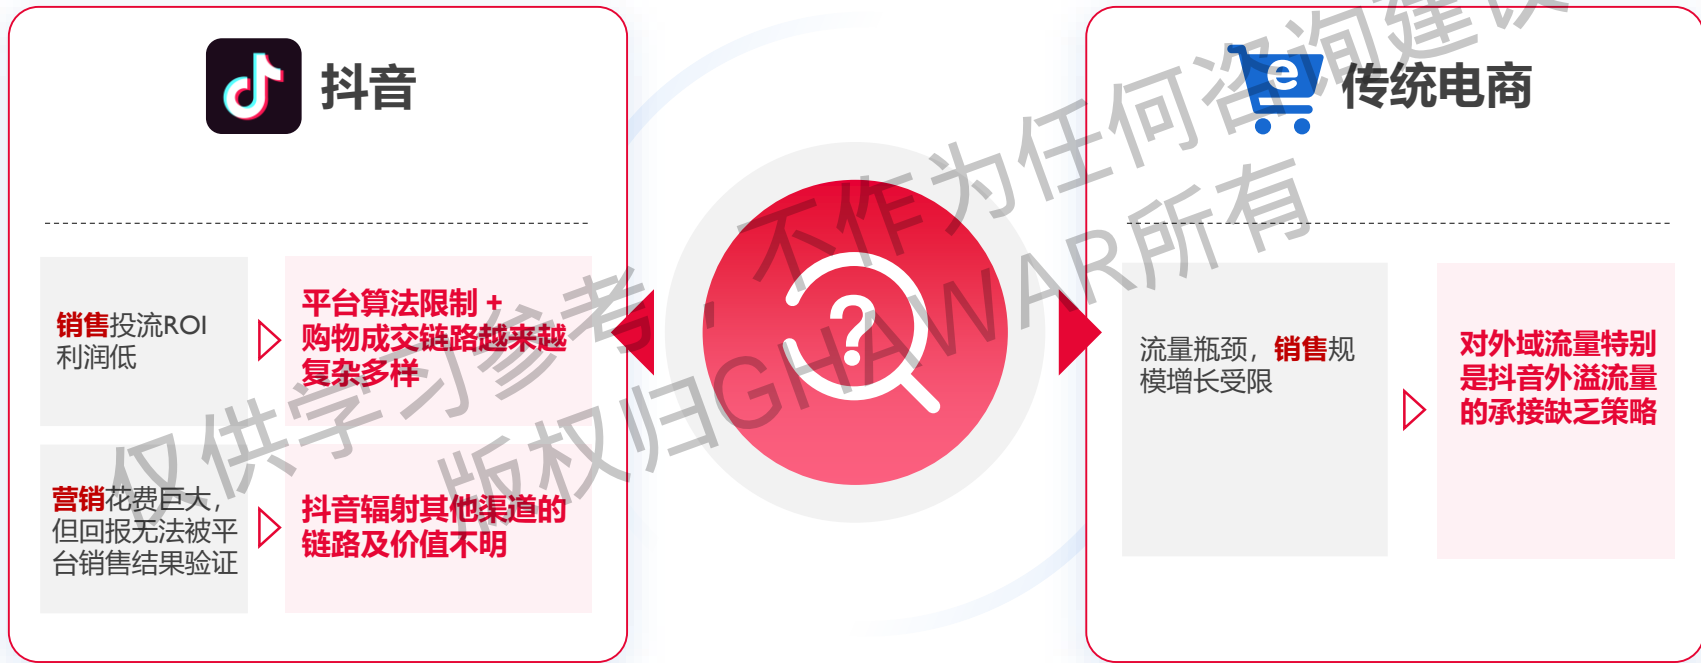 抖音
销售投流ROI
利润低
平台算法限制 +
购物成交链路越来越
复杂多样
营销花费巨大，
但回报无法被平
台销售结果验证
抖音辐射其他渠道的
链路及价值不明
?
e
传统电商
流量瓶颈，销售规
模增长受限
对外域流量特别
是抖音外溢流量
的承接缺乏策略
仅供学习参考，不作为任何咨询建议
版权归GHAWAR所有